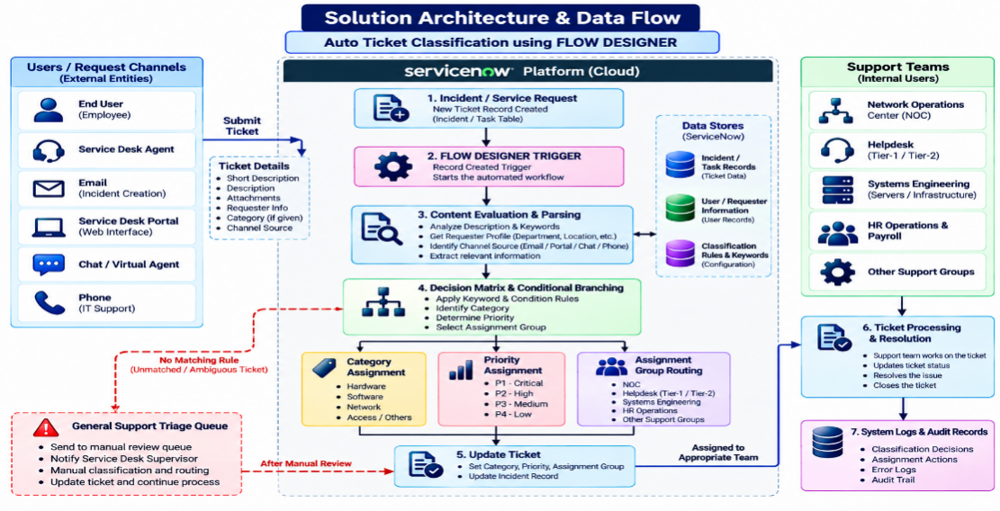 Solution Architecture & Data Flow
Auto Ticket Classification using FLOW DESIGNER
Users / Request Channels
(External Entities)
End User
(Employee)
Service Desk Agent
Email
(Incident Creation)
Service Desk Portal
(Web Interface)
Chat / Virtual Agent
Phone
(IT Support)
Submit
Ticket
Ticket Details
• Short Description
• Description
• Attachments
• Requester Info
• Category (if given)
• Channel Source
servicenow Platform (Cloud)
1. Incident / Service Request
New Ticket Record Created
(Incident / Task Table)
2. FLOW DESIGNER TRIGGER
Record Created Trigger
Starts the automated workflow
3. Content Evaluation & Parsing
• Analyze Description & Keywords
• Get Requester Profile (Department, Location, etc.)
• Identify Channel Source (Email / Portal / Chat / Phone)
• Extract relevant information
Data Stores
(ServiceNow)
Incident /
Task Records
(Ticket Data)
User / Requester
Information
(User Records)
Classification
Rules & Keywords
(Configuration)
4. Decision Matrix & Conditional Branching
• Apply Keyword & Condition Rules
• Identify Category
• Determine Priority
• Select Assignment Group
No Matching Rule
(Unmatched / Ambiguous Ticket)
Category
Assignment
• Hardware
• Software
• Network
• Access / Others
Priority
Assignment
• P1 - Critical
• P2 - High
• P3 - Medium
• P4 - Low
Assignment
Group Routing
• NOC
• Helpdesk (Tier-1 / Tier-2)
• Systems Engineering
• HR Operations
• Other Support Groups
General Support Triage Queue
• Send to manual review queue
• Notify Service Desk Supervisor
• Manual classification and routing
• Update ticket and continue process
After Manual Review
5. Update Ticket
• Set Category, Priority, Assignment Group
• Update Incident Record
Assigned to
Appropriate Team
Support Teams
(Internal Users)
Network Operations
Center (NOC)
Helpdesk
(Tier-1 / Tier-2)
Systems Engineering
(Servers / Infrastructure)
HR Operations &
Payroll
Other Support Groups
6. Ticket Processing
& Resolution
• Support team works on the ticket
• Updates ticket status
• Resolves the issue
• Closes the ticket
7. System Logs & Audit Records
• Classification Decisions
• Assignment Actions
• Error Logs
• Audit Trail